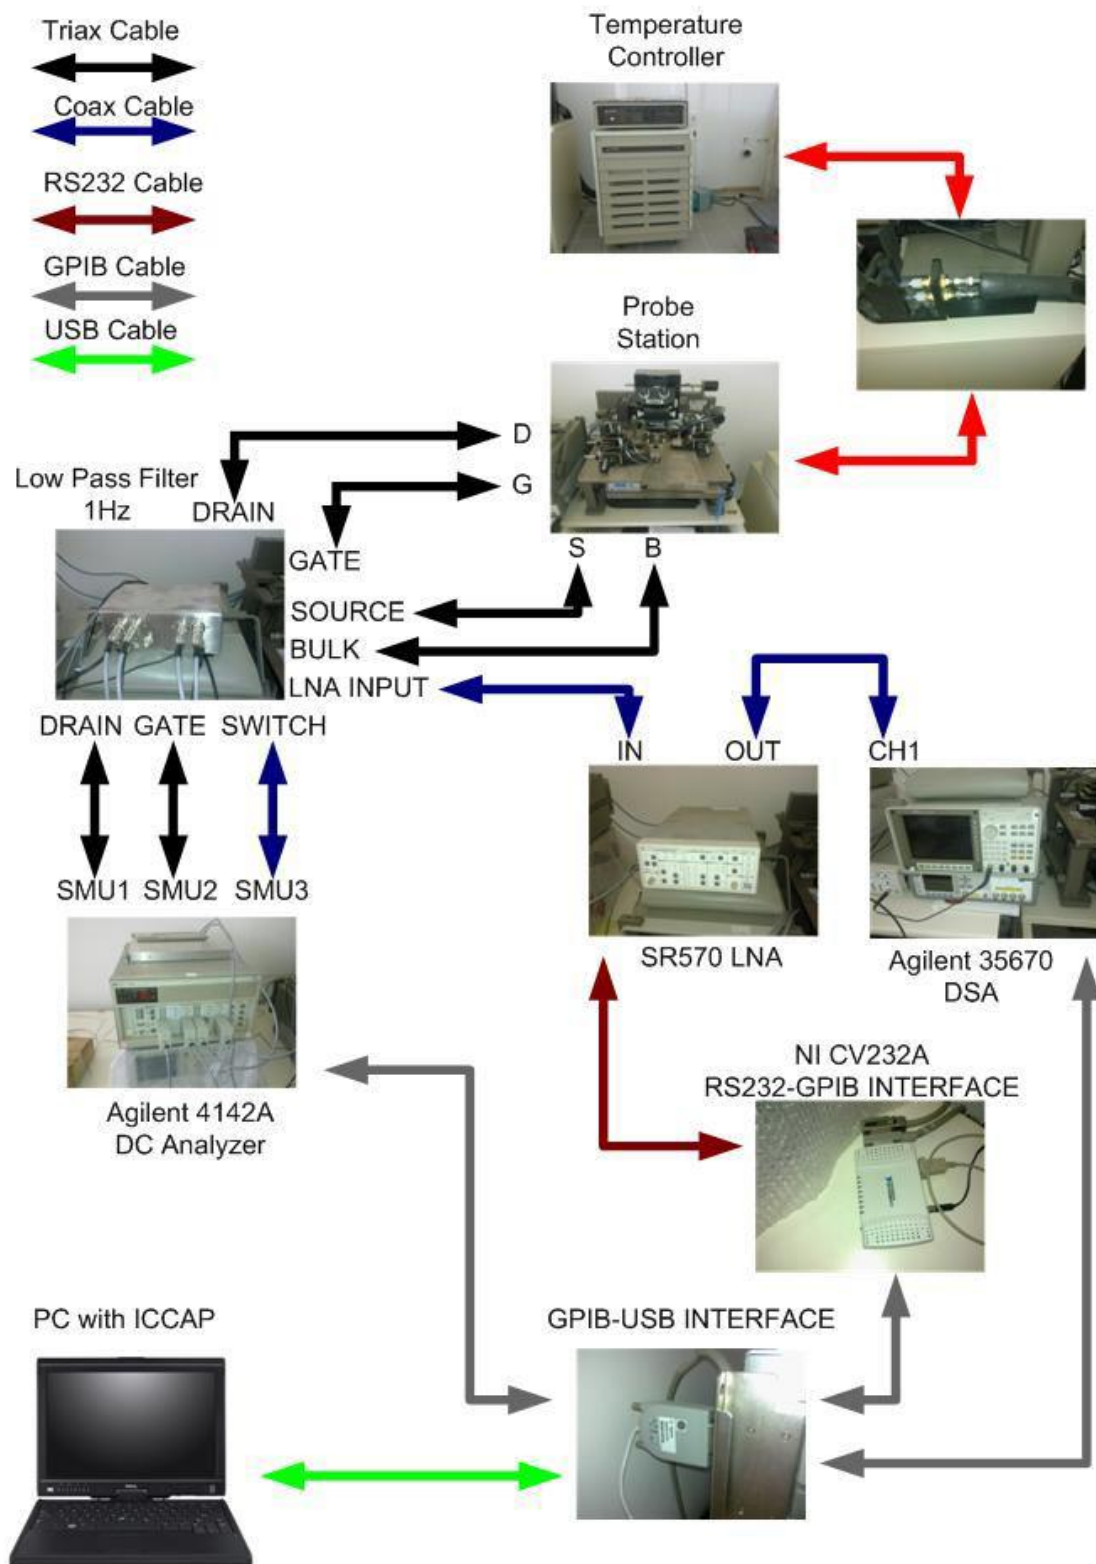 Triax Cable
Coax Cable
RS232 Cable
GPIB Cable
USB Cable
Temperature
Controller
Probe
Station
D
G
S
B
Low Pass Filter
1Hz
DRAIN
GATE
SOURCE
BULK
LNA INPUT
DRAIN
GATE
SWITCH
IN
OUT
CH1
SMU1
SMU2
SMU3
SR570 LNA
Agilent 35670
DSA
Agilent 4142A
DC Analyzer
NI CV232A
RS232-GPIB INTERFACE
PC with ICCAP
GPIB-USB INTERFACE